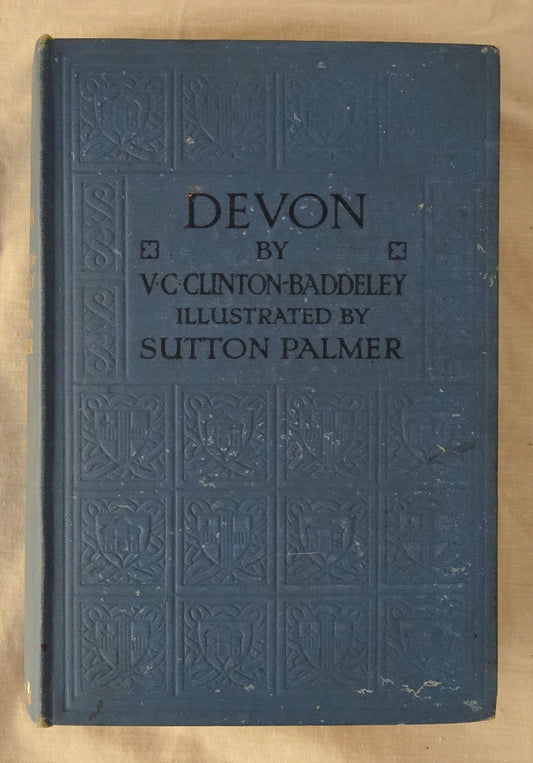 DEVON
BY
V·C·CLINTON-BADDELEY
ILLUSTRATED BY
SUTTON PALMER